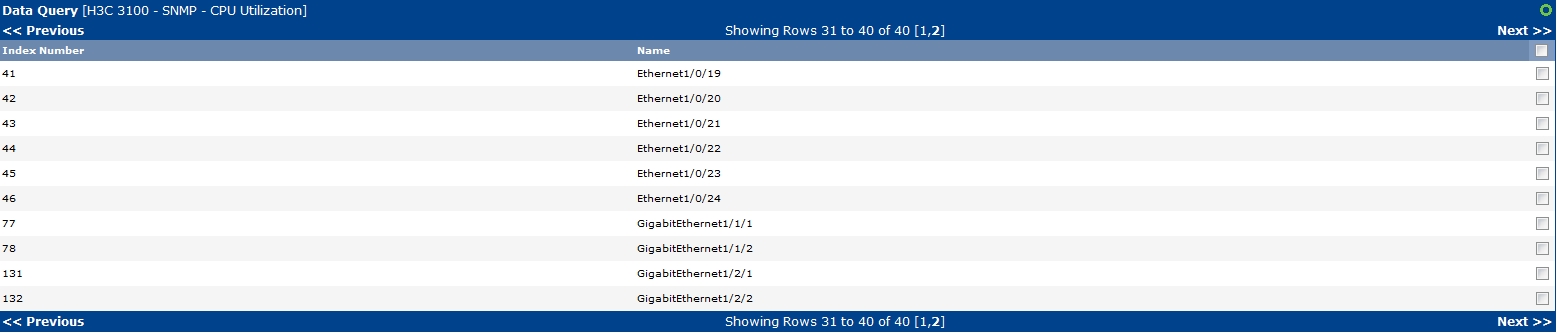 Data Query [H3C 3100 - SNMP - CPU Utilization]
<< Previous Showing Rows 31 to 40 of 40 [1,2] Next >>
Index Number Name
41 Ethernet1/0/19
42 Ethernet1/0/20
43 Ethernet1/0/21
44 Ethernet1/0/22
45 Ethernet1/0/23
46 Ethernet1/0/24
77 GigabitEthernet1/1/1
78 GigabitEthernet1/1/2
131 GigabitEthernet1/2/1
132 GigabitEthernet1/2/2
<< Previous Showing Rows 31 to 40 of 40 [1,2] Next >>